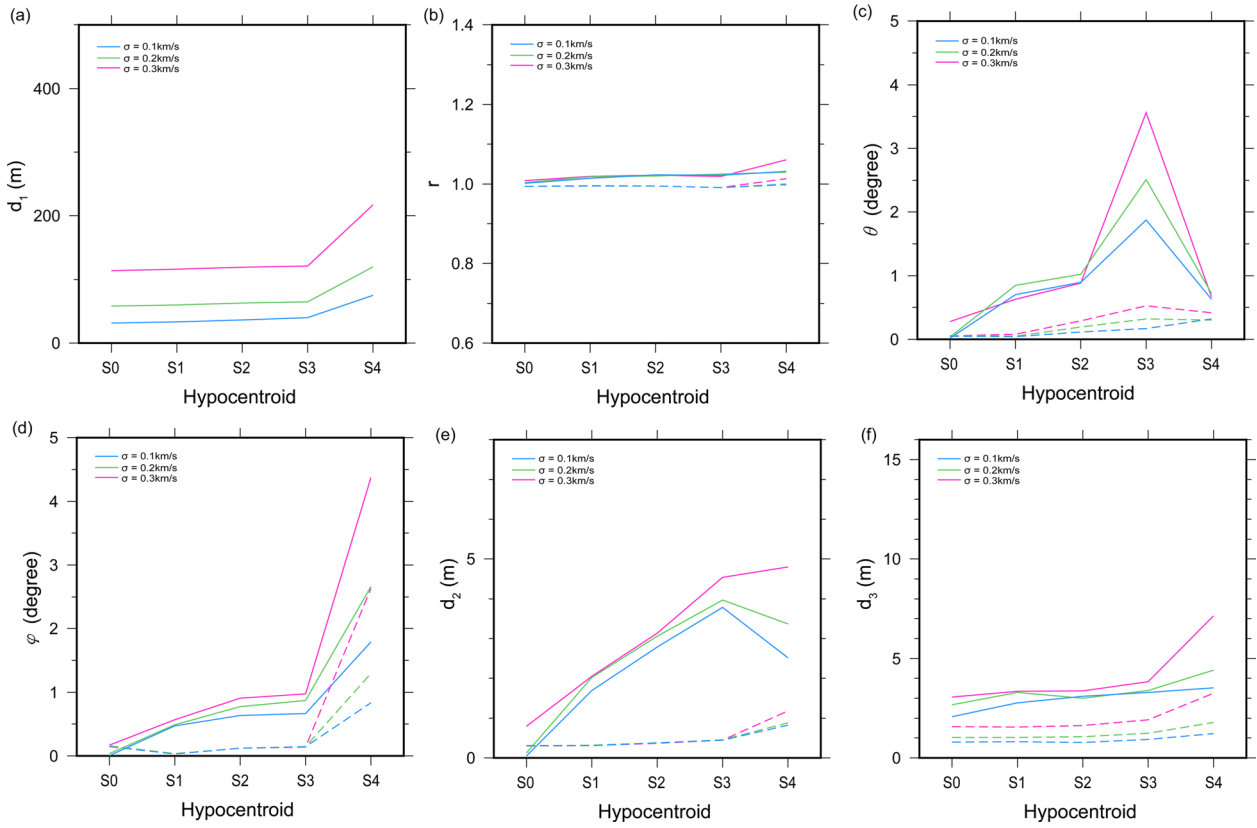 (a)
σ = 0.1km/s
σ = 0.2km/s
σ = 0.3km/s
400
200
0
d1 (m)
S0 S1 S2 S3 S4
Hypocentroid
(b)
σ = 0.1km/s
σ = 0.2km/s
σ = 0.3km/s
1.4
1.2
1.0
0.8
0.6
r
S0 S1 S2 S3 S4
Hypocentroid
(c)
σ = 0.1km/s
σ = 0.2km/s
σ = 0.3km/s
5
4
3
2
1
0
θ (degree)
S0 S1 S2 S3 S4
Hypocentroid
(d)
σ = 0.1km/s
σ = 0.2km/s
σ = 0.3km/s
5
4
3
2
1
0
φ (degree)
S0 S1 S2 S3 S4
Hypocentroid
(e)
σ = 0.1km/s
σ = 0.2km/s
σ = 0.3km/s
5
0
d2 (m)
S0 S1 S2 S3 S4
Hypocentroid
(f)
σ = 0.1km/s
σ = 0.2km/s
σ = 0.3km/s
15
10
5
0
d3 (m)
S0 S1 S2 S3 S4
Hypocentroid